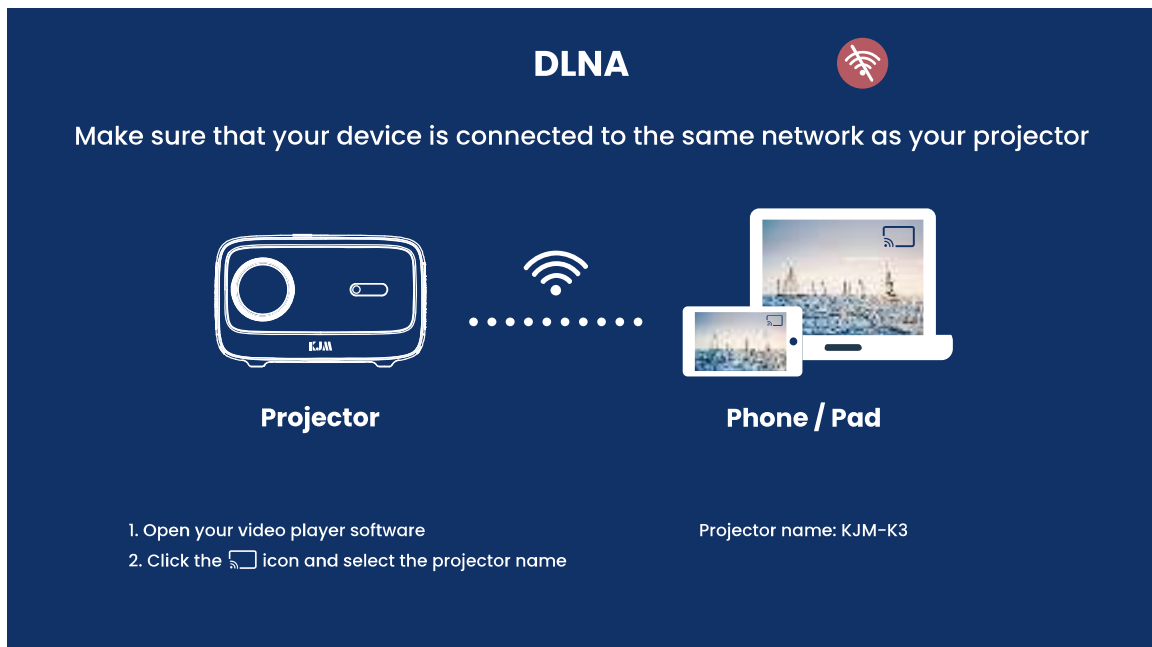 DLNA
Make sure that your device is connected to the same network as your projector
KJM
Projector
Phone / Pad
1. Open your video player software
2. Click the icon and select the projector name
Projector name: KJM-K3